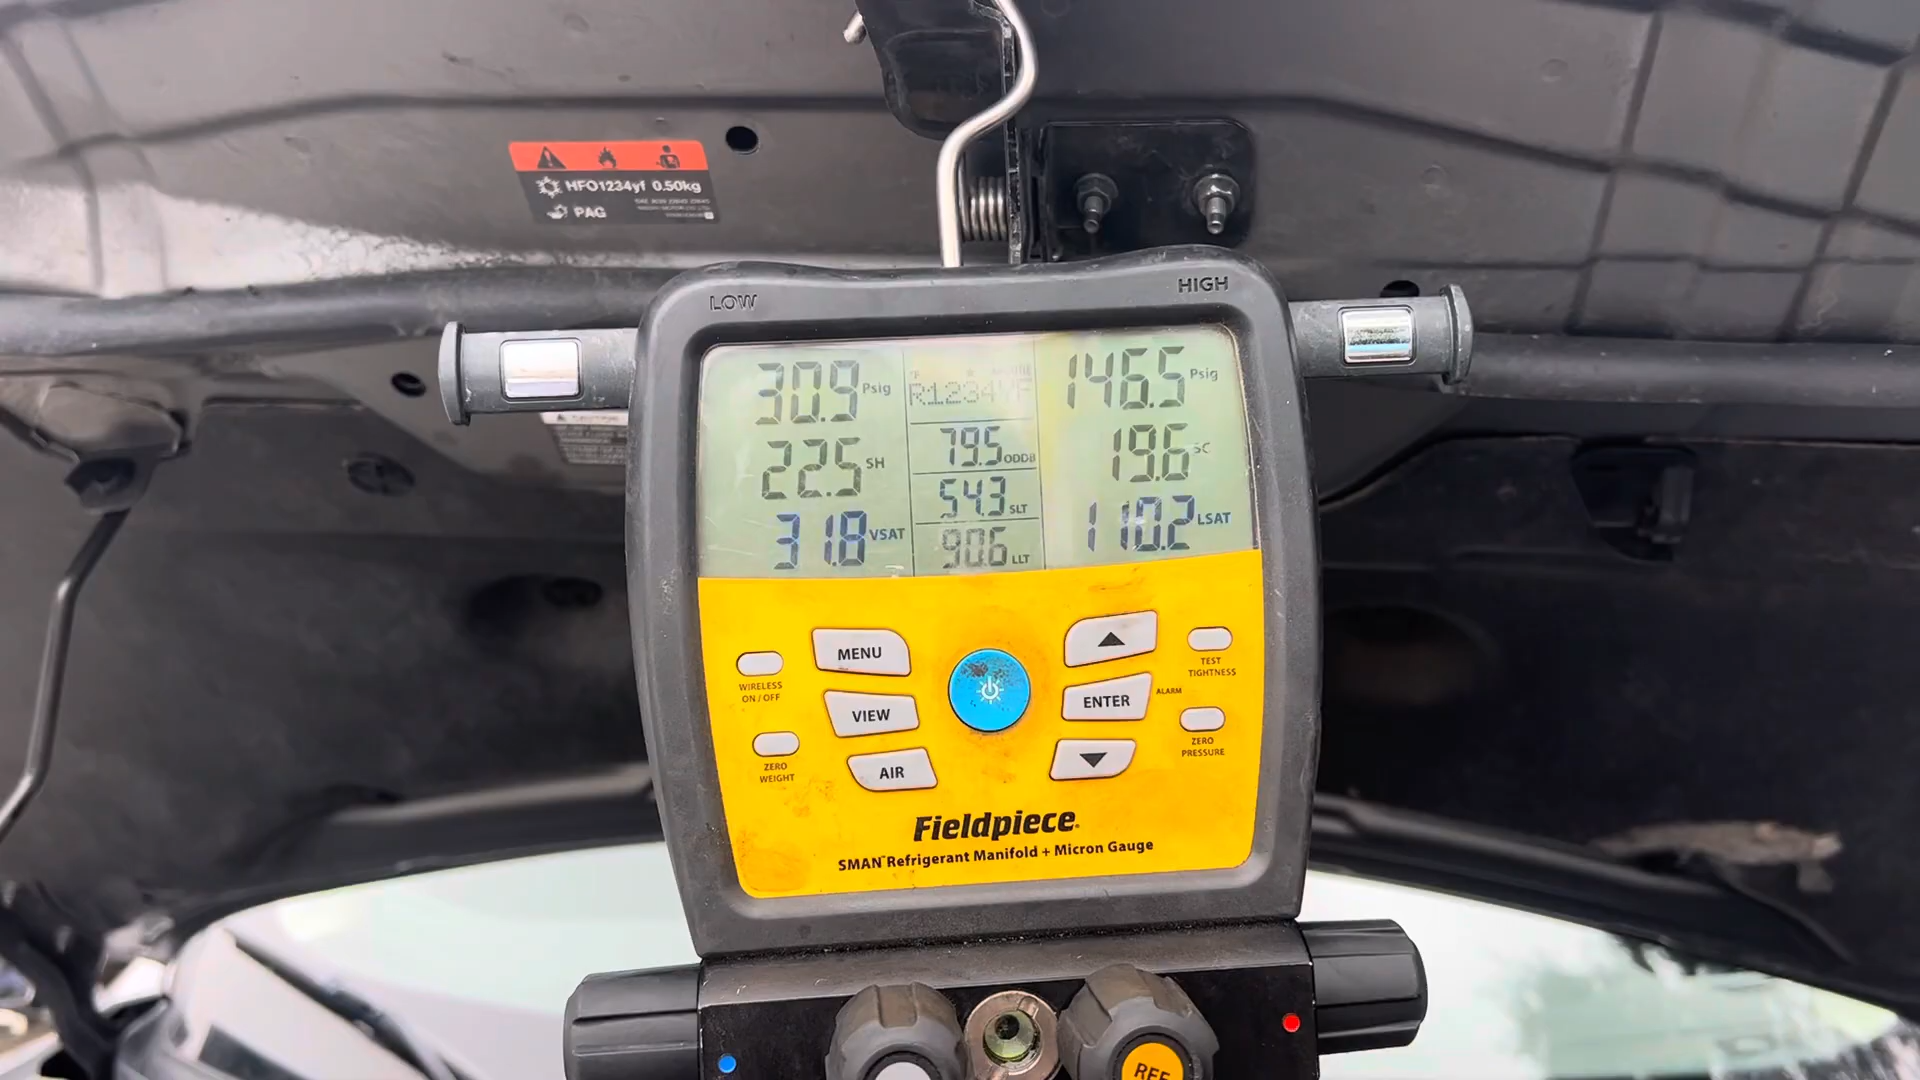 HFO1234yf 0.50kg
PAG
LOW
HIGH
30.9 Psig
22.5 SH
31.8 VSAT
°F
R1234YF
79.5 ODDB
54.3 SLT
90.6 LLT
146.5 Psig
19.6 SC
110.2 LSAT
WIRELESS
ON / OFF
ZERO
WEIGHT
MENU
VIEW
AIR
ENTER
ALARM
TEST
TIGHTNESS
ZERO
PRESSURE
Fieldpiece
SMAN™ Refrigerant Manifold + Micron Gauge
REF